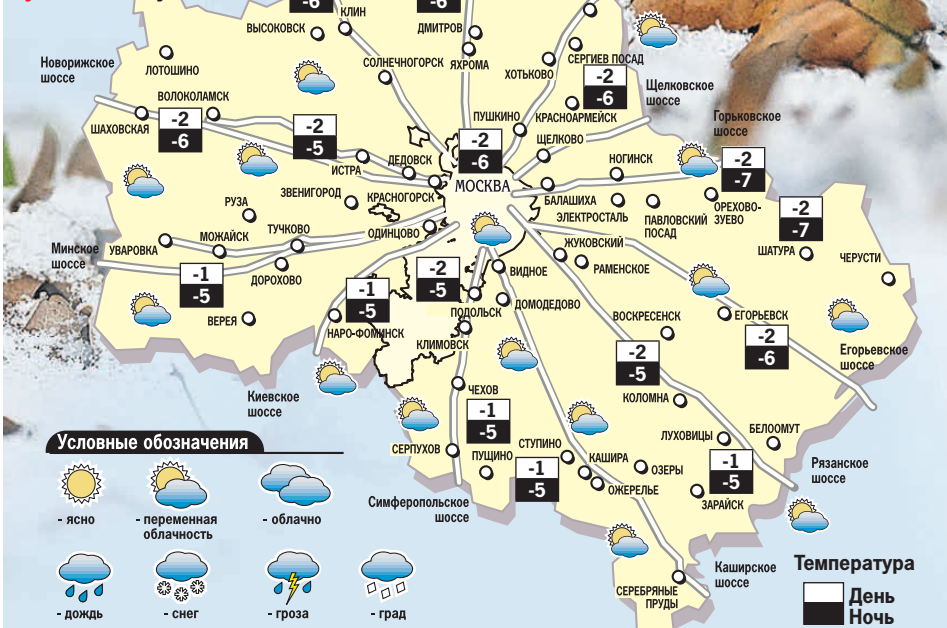 -6
-6
КЛИН
ВЫСОКОВСК
ДМИТРОВ
Новорижское
шоссе
ЛОТОШИНО
СОЛНЕЧНОГОРСК
ЯХРОМА
ХОТЬКОВО
СЕРГИЕВ ПОСАД
-2
-6
Щелковское
шоссе
ВОЛОКОЛАМСК
КРАСНОАРМЕЙСК
ПУШКИНО
Горьковское
шоссе
ШАХОВСКАЯ
-2
-6
-2
-5
-2
-6
ЩЕЛКОВО
ИСТРА
ДЕДОВСК
НОГИНСК
-2
-7
МОСКВА
ЗВЕНИГОРОД
КРАСНОГОРСК
БАЛАШИХА
ЭЛЕКТРОСТАЛЬ
ПАВЛОВСКИЙ
ПОСАД
ОРЕХОВО-
ЗУЕВО
РУЗА
-2
-7
ОДИНЦОВО
ТУЧКОВО
МОЖАЙСК
УВАРОВКА
Минское
шоссе
ЖУКОВСКИЙ
РАМЕНСКОЕ
ШАТУРА
ЧЕРУСТИ
ДОРОХОВО
-1
-5
-1
-5
-2
-5
ВИДНОЕ
ДОМОДЕДОВО
ПОДОЛЬСК
ВЕРЕЯ
НАРО-ФОМИНСК
КЛИМОВСК
ВОСКРЕСЕНСК
ЕГОРЬЕВСК
-2
-6
-2
-5
Егорьевское
шоссе
Киевское
шоссе
ЧЕХОВ
КОЛОМНА
-1
-5
СЕРПУХОВ
ПУЩИНО
СТУПИНО
-1
-5
КАШИРА
ОЖЕРЕЛЬЕ
ОЗЕРЫ
ЛУХОВИЦЫ
БЕЛООМУТ
-1
-5
ЗАРАЙСК
Рязанское
шоссе
Симферопольское
шоссе
Каширское
шоссе
СЕРЕБРЯНЫЕ
ПРУДЫ
Условные обозначения
- ясно
- переменная
облачность
- облачно
- дождь
- снег
- гроза
- град
Температура
День
Ночь